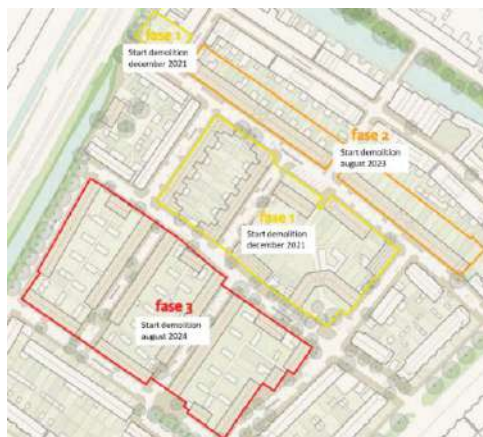 fase 1
Start demolition
december 2021
fase 2
Start demolition
august 2023
fase 1
Start demolition
december 2021
fase 3
Start demolition
august 2024